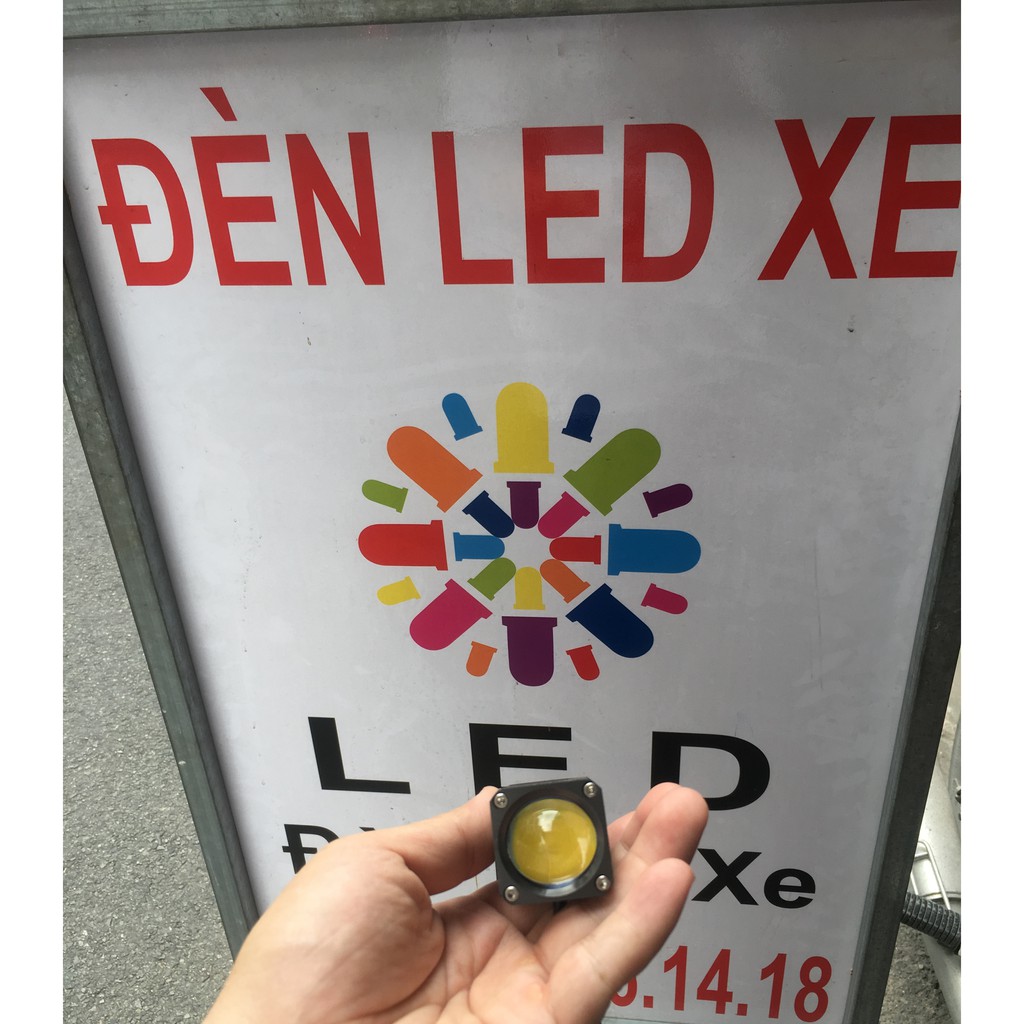 ĐÈN LED XE
LED
Xe
.14.18